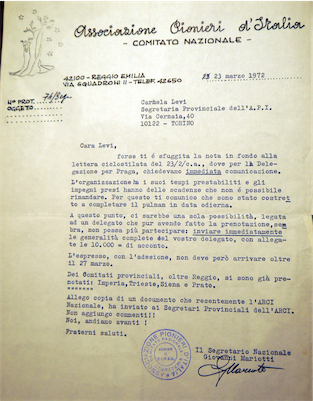 Associazione Pionieri d'Italia
- COMITATO NAZIONALE -
42100 - REGGIO EMILIA
VIA SQUADRONI 11 - TELEF. 42650
23 marzo 1972
N° PROT.
OGGETTO
Carmela Levi
Segretaria Provinciale dell'A.P.I.
Via Cernaia, 40
10122 - TORINO
Cara Levi,
forse ti é sfuggita la nota in fondo alla
lettera ciclostilata del 23/2/c.a., dove per la Dele-
gazione per Praga, chiedevamo immediata comunicazione.
L'organizzazione ha i suoi tempi prestabiliti e gli
impegni presi hanno delle scadenze che non é possibile
rimandare. Per queste ti comunico che sono stato costret
to a completare il pulman in data odierna.
A questo punto, ci sarebbe una sola possibilità, legata
ad un delegato che pur avendo fatto la prenotazione, sem
bra, non possa più partecipare: inviare immediatamente
le generalità complete del vostro delegato, con allega-
te le 10.000 = di acconto.
L'espresso, con l'adesione, non deve però arrivare oltre
il 27 marzo.
Dei Comitati provinciali, oltre Reggio, si sono già pre-
notati: Imperia, Trieste, Siena e Prato.
Allego copia di un documento che recentemente l'ARCI
Nazionale, ha inviato ai Segretari Provinciali dell'ARCI.
Non aggiungo commenti!!
Noi, andiamo avanti !
Fraterni saluti.
Il Segretario Nazionale
Giovanni Mariotti